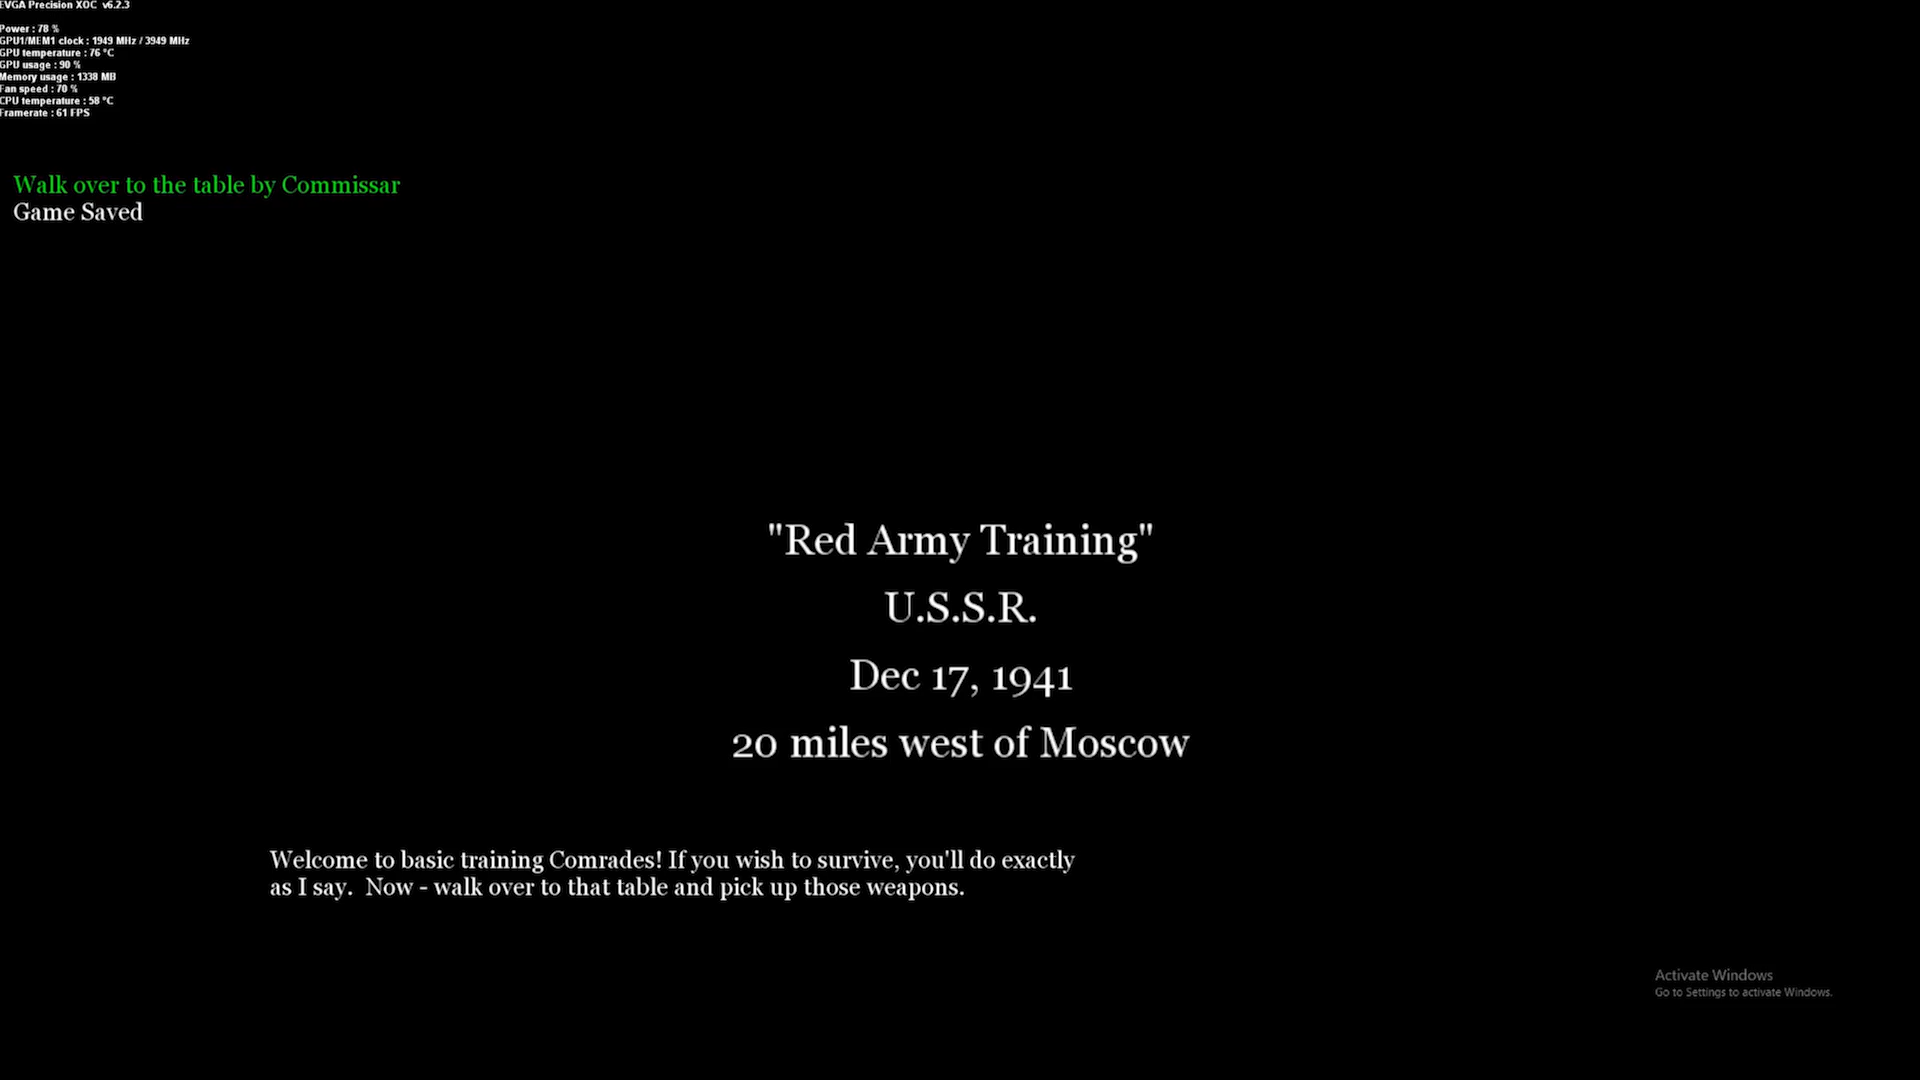 EVGA Precision XOC v6.2.3
Power : 78 %
GPU1/MEM1 clock : 1949 MHz / 3949 MHz
GPU temperature : 76 °C
GPU usage : 90 %
Memory usage : 1338 MB
Fan speed : 70 %
CPU temperature : 58 °C
Framerate : 61 FPS
Walk over to the table by Commissar
Game Saved
"Red Army Training"
U.S.S.R.
Dec 17, 1941
20 miles west of Moscow
Welcome to basic training Comrades! If you wish to survive, you'll do exactly
as I say.  Now - walk over to that table and pick up those weapons.
Activate Windows
Go to Settings to activate Windows.